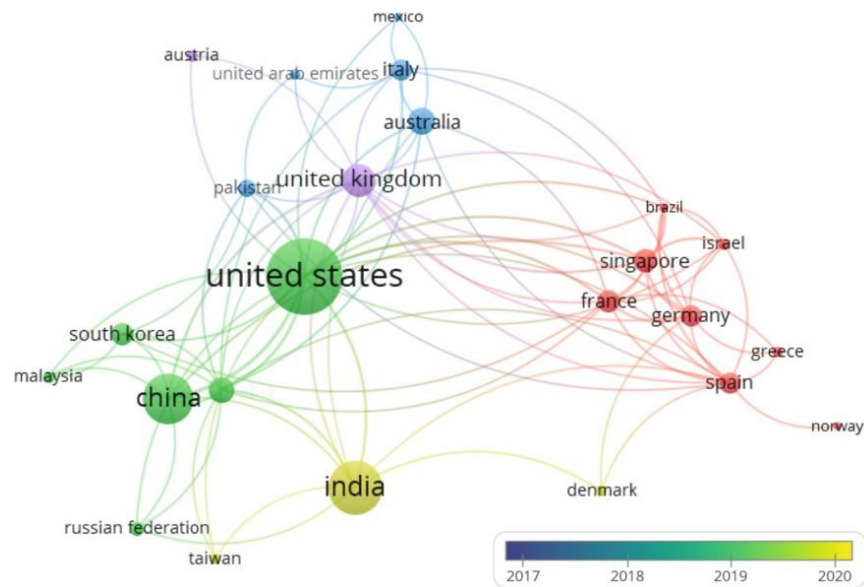 mexico
austria
italy
united arab emirates
australia
united kingdom
pakistan
brazil
israel
singapore
united states
france
germany
south korea
greece
malaysia
spain
china
norway
india
denmark
russian federation
taiwan
2017 2018 2019 2020